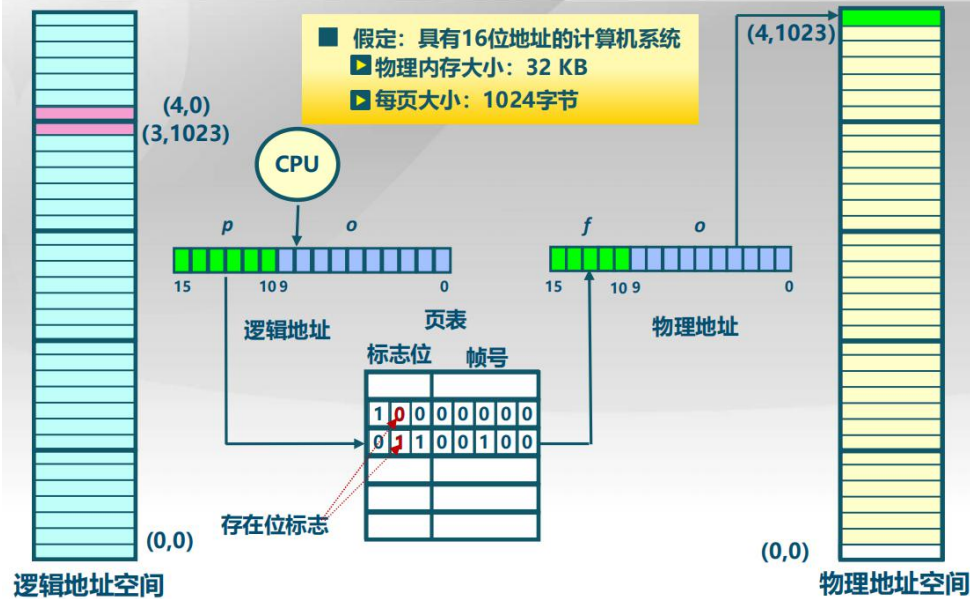 假定：具有16位地址的计算机系统
物理内存大小：32 KB
每页大小：1024字节
(4,1023)
(4,0)
(3,1023)
CPU
p
o
f
o
15
10
9
0
15
10
9
0
逻辑地址
页表
物理地址
标志位
帧号
1 0 0 0 0 0 0 0
0 1 1 0 0 1 0 0
存在位标志
(0,0)
(0,0)
逻辑地址空间
物理地址空间